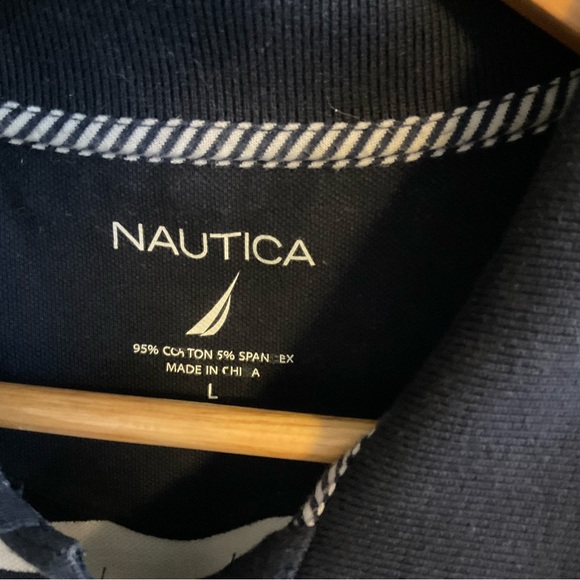 NAUTICA
95% COTTON 5% SPANDEX
MADE IN CHINA
L